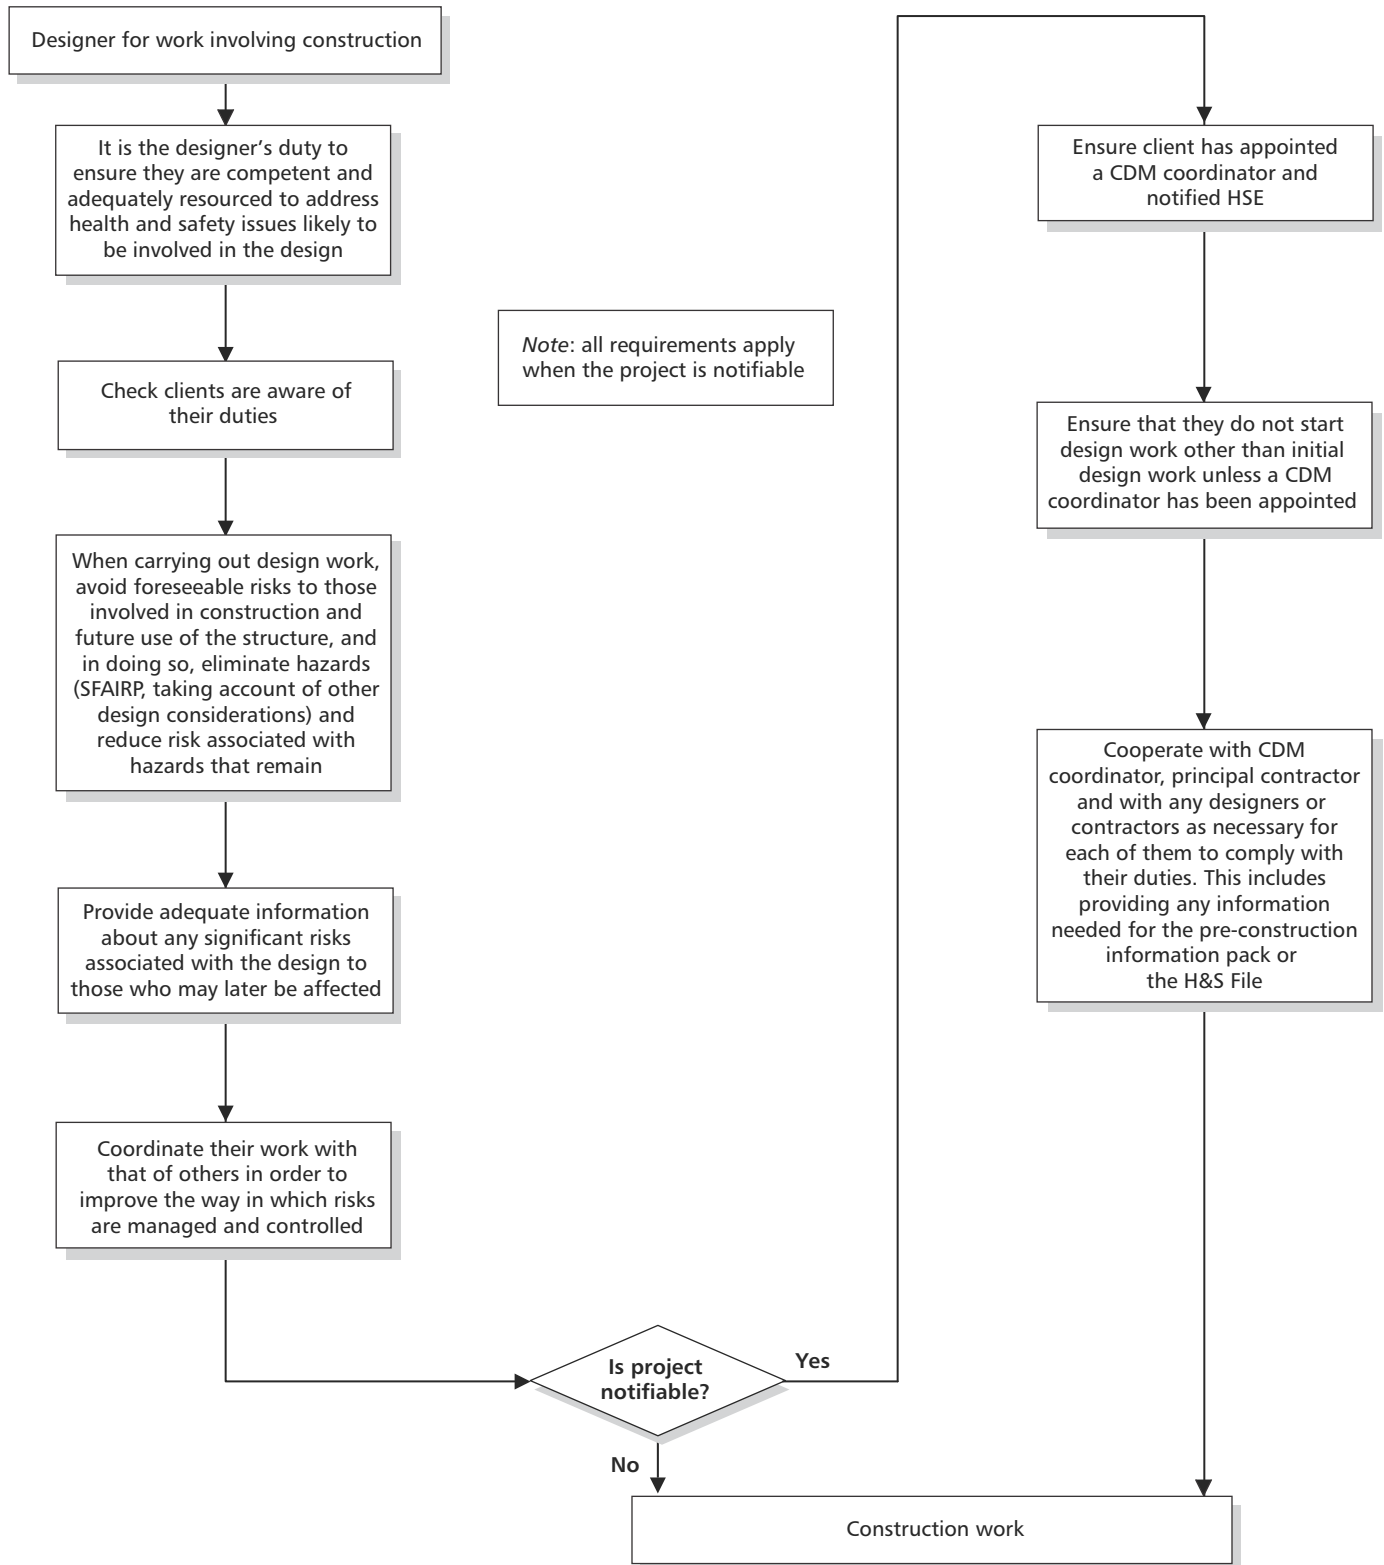 Designer for work involving construction
It is the designer's duty to
ensure they are competent and
adequately resourced to address
health and safety issues likely to
be involved in the design
Check clients are aware of
their duties
When carrying out design work,
avoid foreseeable risks to those
involved in construction and
future use of the structure, and
in doing so, eliminate hazards
(SFAIRP, taking account of other
design considerations) and
reduce risk associated with
hazards that remain
Provide adequate information
about any significant risks
associated with the design to
those who may later be affected
Coordinate their work with
that of others in order to
improve the way in which risks
are managed and controlled
Note: all requirements apply
when the project is notifiable
Is project
notifiable?
Yes
No
Ensure client has appointed
a CDM coordinator and
notified HSE
Ensure that they do not start
design work other than initial
design work unless a CDM
coordinator has been appointed
Cooperate with CDM
coordinator, principal contractor
and with any designers or
contractors as necessary for
each of them to comply with
their duties. This includes
providing any information
needed for the pre-construction
information pack or
the H&S File
Construction work